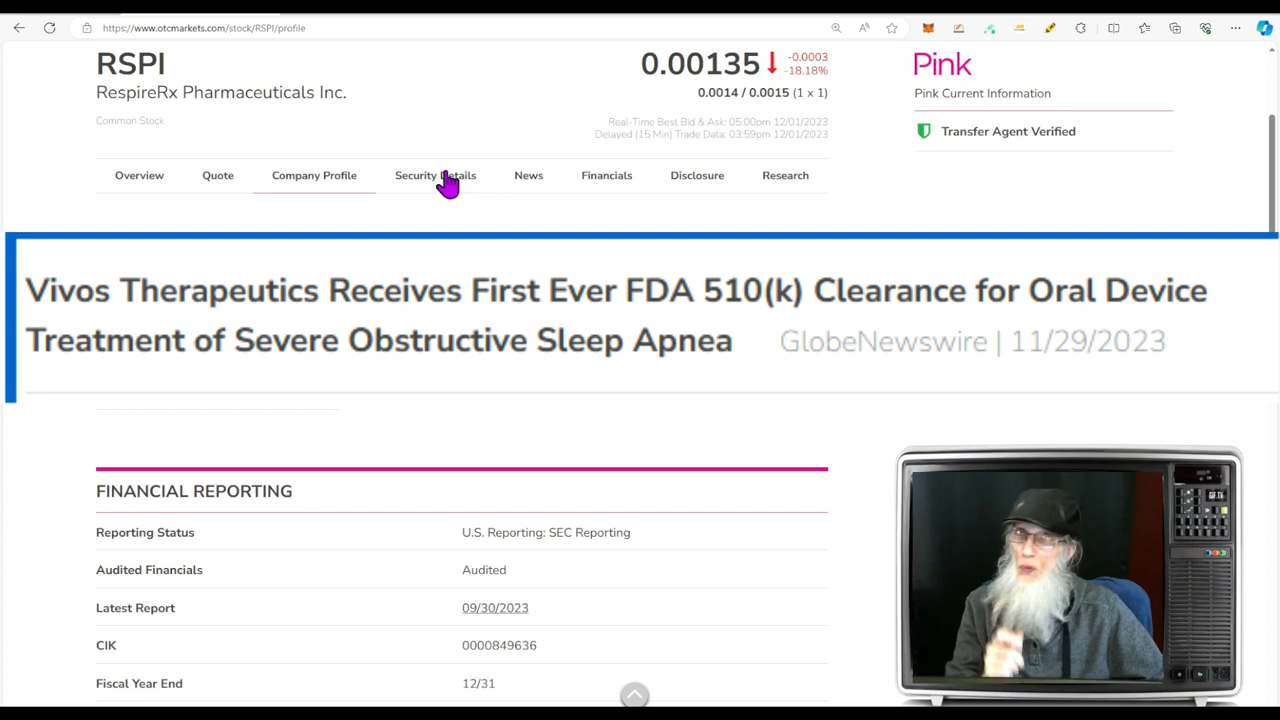 https://www.otcmarkets.com/stock/RSPI/profile
RSPI
0.00135
-0.0003
-18.18%
RespireRx Pharmaceuticals Inc.
0.0014 / 0.0015 (1 x 1)
Common Stock
Real-Time Best Bid & Ask: 05:00pm 12/01/2023
Delayed (15 Min) Trade Data: 03:59pm 12/01/2023
Pink
Pink Current Information
Transfer Agent Verified
Overview Quote Company Profile Security Details News Financials Disclosure Research
Vivos Therapeutics Receives First Ever FDA 510(k) Clearance for Oral Device
Treatment of Severe Obstructive Sleep Apnea GlobeNewswire | 11/29/2023
FINANCIAL REPORTING
Reporting Status U.S. Reporting: SEC Reporting
Audited Financials Audited
Latest Report 09/30/2023
CIK 0000849636
Fiscal Year End 12/31